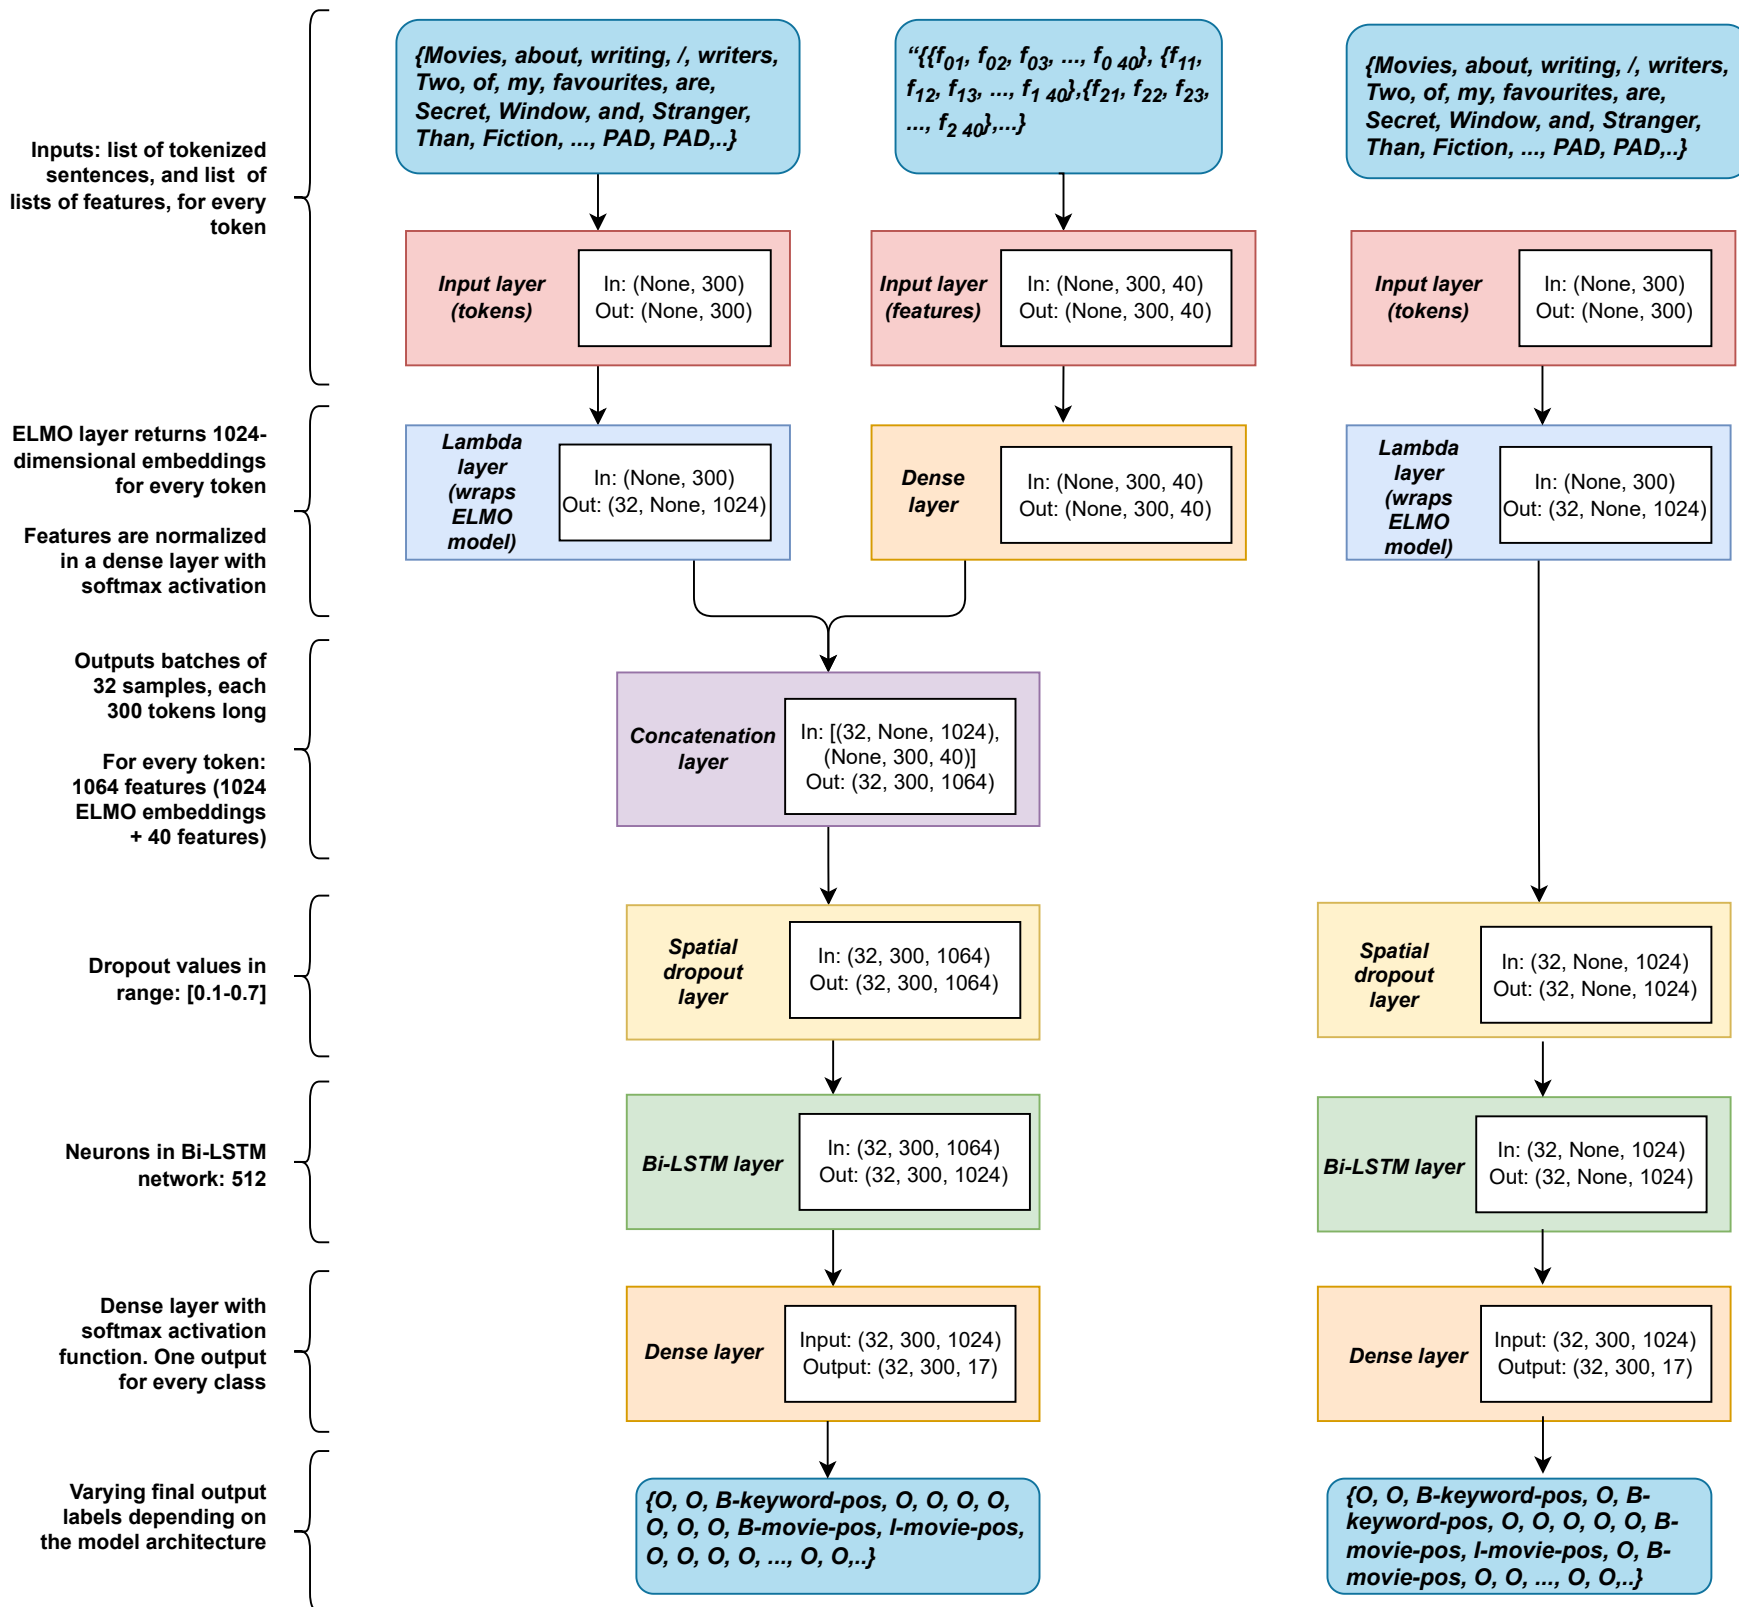 Inputs: list of tokenized
sentences, and list of
lists of features, for every
token
ELMO layer returns 1024-
dimensional embeddings
for every token
Features are normalized
in a dense layer with
softmax activation
Outputs batches of
32 samples, each
300 tokens long
For every token:
1064 features (1024
ELMO embeddings
+ 40 features)
Dropout values in
range: [0.1-0.7]
Neurons in Bi-LSTM
network: 512
Dense layer with
softmax activation
function. One output
for every class
Varying final output
labels depending on
the model architecture
{Movies, about, writing, /, writers,
Two, of, my, favourites, are,
Secret, Window, and, Stranger,
Than, Fiction, ..., PAD, PAD,..}
Input layer
(tokens)
In: (None, 300)
Out: (None, 300)
Lambda
layer
(wraps
ELMO
model)
In: (None, 300)
Out: (32, None, 1024)
“{{f01, f02, f03, ..., f0 40}, {f11,
f12, f13, ..., f1 40},{f21, f22, f23,
..., f2 40},...}
Input layer
(features)
In: (None, 300, 40)
Out: (None, 300, 40)
Dense
layer
In: (None, 300, 40)
Out: (None, 300, 40)
Concatenation
layer
In: [(32, None, 1024),
(None, 300, 40)]
Out: (32, 300, 1064)
Spatial
dropout
layer
In: (32, 300, 1064)
Out: (32, 300, 1064)
Bi-LSTM layer
In: (32, 300, 1064)
Out: (32, 300, 1024)
Dense layer
Input: (32, 300, 1024)
Output: (32, 300, 17)
{O, O, B-keyword-pos, O, O, O, O,
O, O, O, B-movie-pos, I-movie-pos,
O, O, O, O, ..., O, O,..}
{Movies, about, writing, /, writers,
Two, of, my, favourites, are,
Secret, Window, and, Stranger,
Than, Fiction, ..., PAD, PAD,..}
Input layer
(tokens)
In: (None, 300)
Out: (None, 300)
Lambda
layer
(wraps
ELMO
model)
In: (None, 300)
Out: (32, None, 1024)
Spatial
dropout
layer
In: (32, None, 1024)
Out: (32, None, 1024)
Bi-LSTM layer
In: (32, None, 1024)
Out: (32, None, 1024)
Dense layer
Input: (32, 300, 1024)
Output: (32, 300, 17)
{O, O, B-keyword-pos, O, B-
keyword-pos, O, O, O, O, O, B-
movie-pos, I-movie-pos, O, B-
movie-pos, O, O, ..., O, O,..}